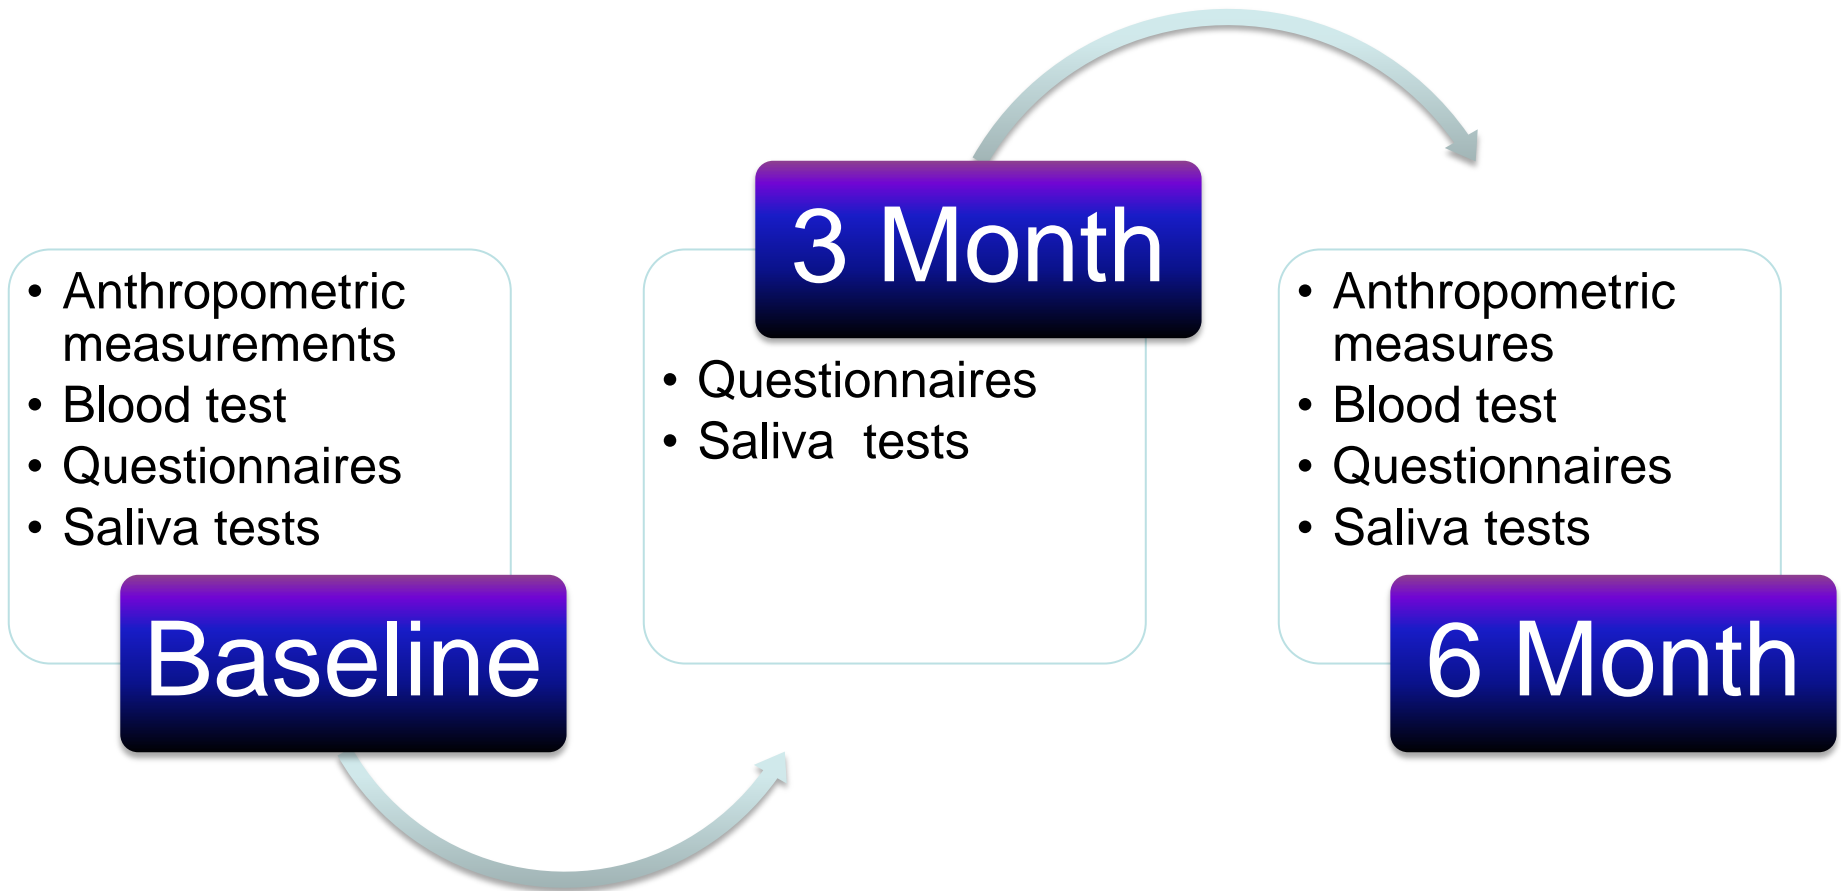 • Anthropometric
measurements
• Blood test
• Questionnaires
• Saliva tests
Baseline
3 Month
• Questionnaires
• Saliva  tests
• Anthropometric
measures
• Blood test
• Questionnaires
• Saliva tests
6 Month